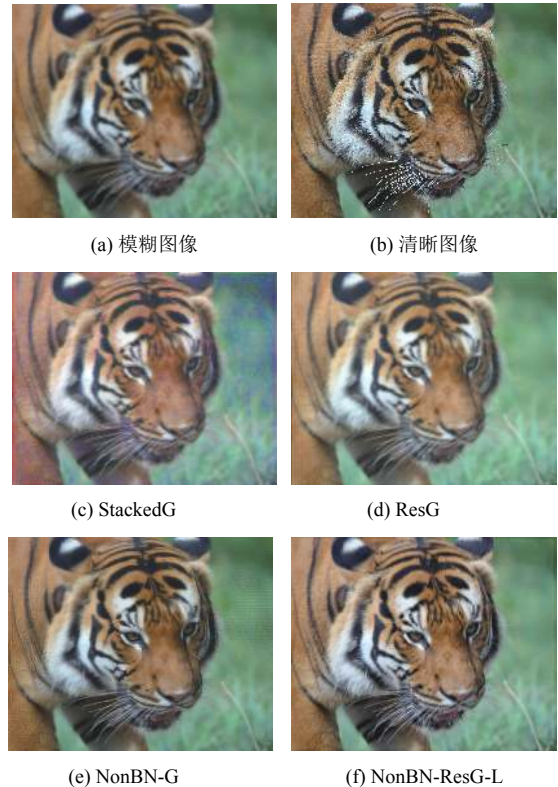 (a) 模糊图像
(b) 清晰图像
(c) StackedG
(d) ResG
(e) NonBN-G
(f) NonBN-ResG-L